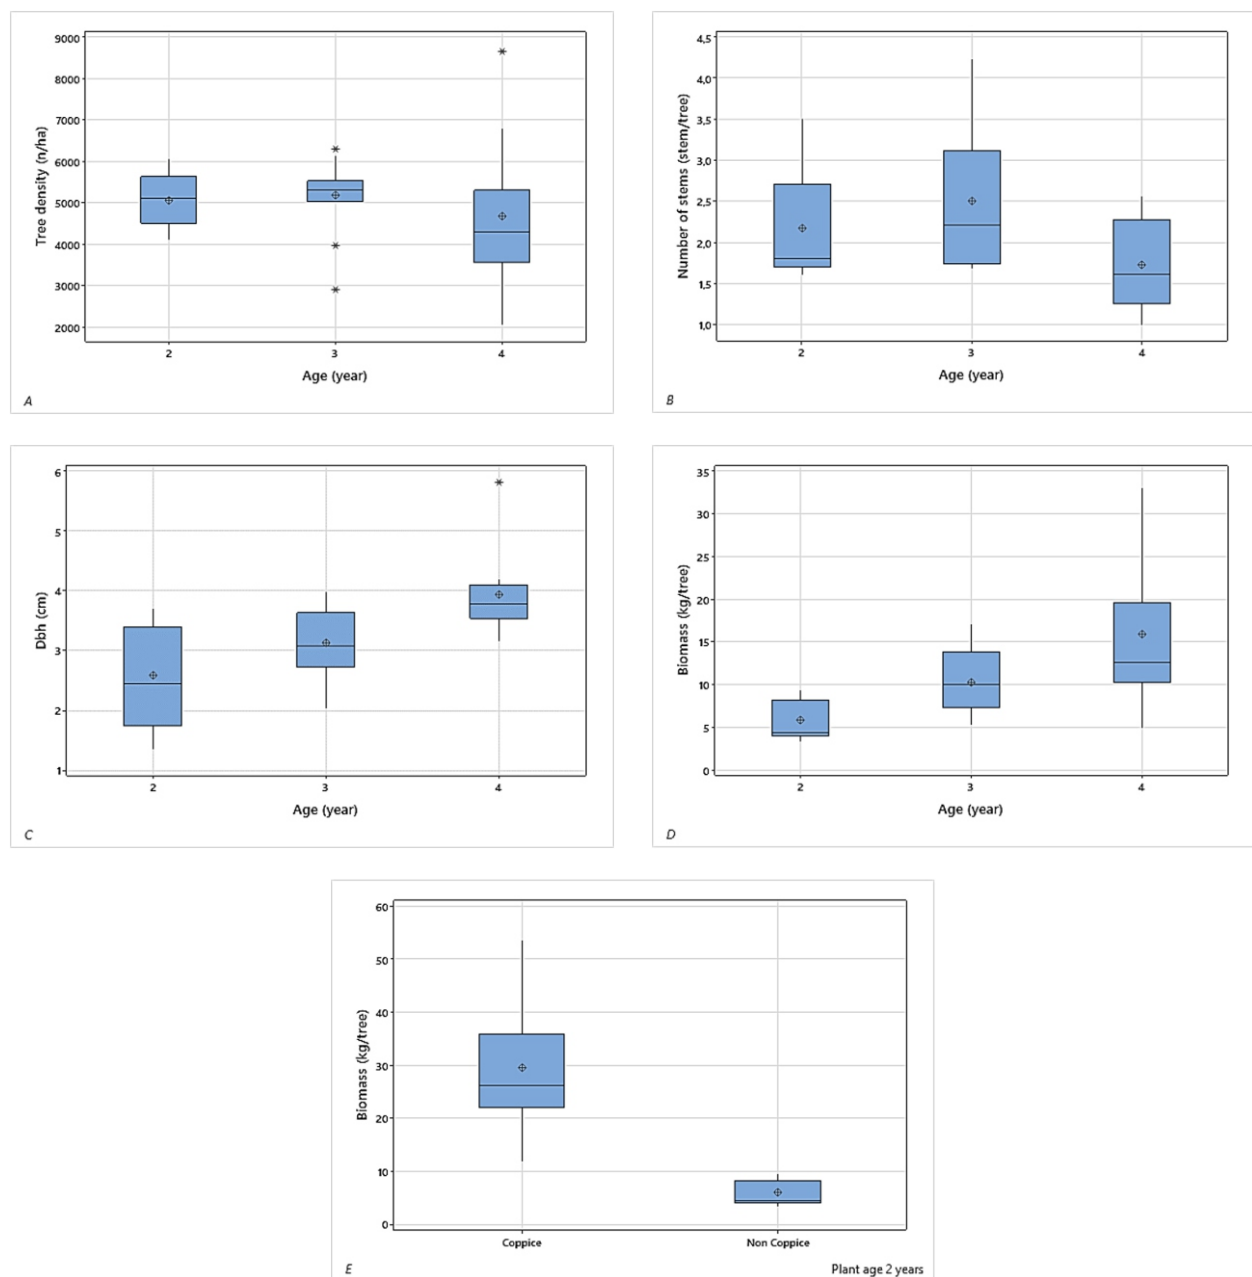 9000
8000
7000
6000
5000
4000
3000
2000
Tree density (n/ha)
2 3 4
Age (year)
A
4,5
4,0
3,5
3,0
2,5
2,0
1,5
1,0
Number of stems (stem/tree)
2 3 4
Age (year)
B
6
5
4
3
2
1
Dbh (cm)
2 3 4
Age (year)
C
35
30
25
20
15
10
5
0
Biomass (kg/tree)
2 3 4
Age (year)
D
60
50
40
30
20
10
0
Biomass (kg/tree)
Coppice Non Coppice
E Plant age 2 years